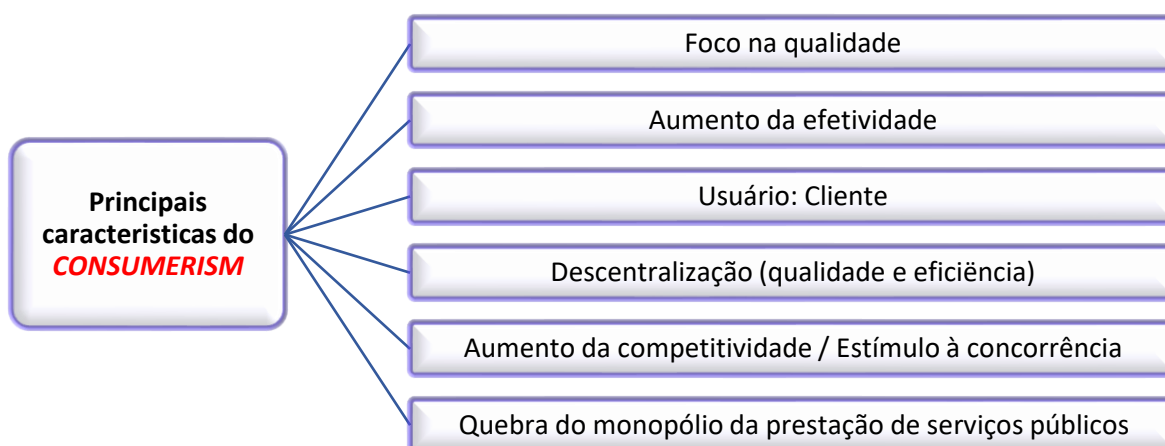 Principais
caracteristicas do
CONSUMERISM
Foco na qualidade
Aumento da efetividade
Usuário: Cliente
Descentralização (qualidade e eficiëncia)
Aumento da competitividade / Estímulo à concorrência
Quebra do monopólio da prestação de serviços públicos